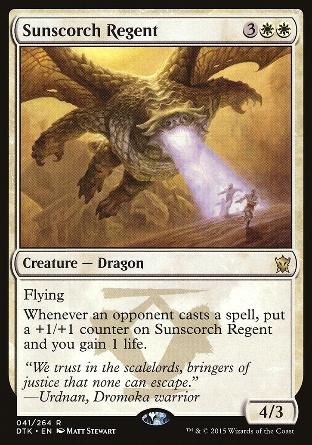 Sunscorch Regent 3
Creature — Dragon
Flying
Whenever an opponent casts a spell, put
a +1/+1 counter on Sunscorch Regent
and you gain 1 life.
“We trust in the scalelords, bringers of
justice that none can escape.”
—Urdnan, Dromoka warrior
4/3
041/264 R
DTK • EN Matt Stewart
™ & © 2015 Wizards of the Coast